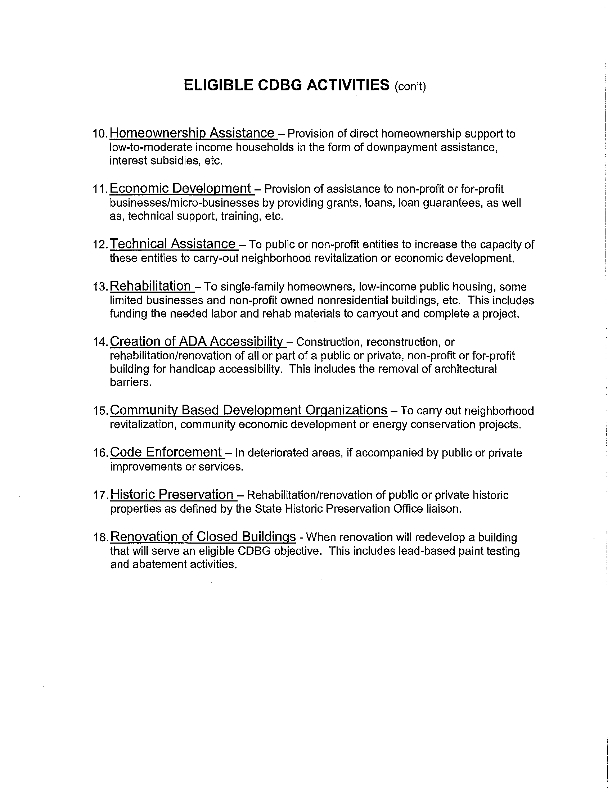 ELIGIBLE CDBG ACTIVITIES (con't)
10. Homeownership Assistance – Provision of direct homeownership support to
low-to-moderate income households in the form of downpayment assistance,
interest subsidies, etc.
11. Economic Development – Provision of assistance to non-profit or for-profit
businesses/micro-businesses by providing grants, loans, loan guarantees, as well
as, technical support, training, etc.
12. Technical Assistance – To public or non-profit entities to increase the capacity of
these entities to carry-out neighborhood revitalization or economic development.
13. Rehabilitation – To single-family homeowners, low-income public housing, some
limited businesses and non-profit owned nonresidential buildings, etc. This includes
funding the needed labor and rehab materials to carryout and complete a project.
14. Creation of ADA Accessibility – Construction, reconstruction, or
rehabilitation/renovation of all or part of a public or private, non-profit or for-profit
building for handicap accessibility. This includes the removal of architectural
barriers.
15. Community Based Development Organizations – To carry out neighborhood
revitalization, community economic development or energy conservation projects.
16. Code Enforcement – In deteriorated areas, if accompanied by public or private
improvements or services.
17. Historic Preservation – Rehabilitation/renovation of public or private historic
properties as defined by the State Historic Preservation Office liaison.
18. Renovation of Closed Buildings - When renovation will redevelop a building
that will serve an eligible CDBG objective. This includes lead-based paint testing
and abatement activities.